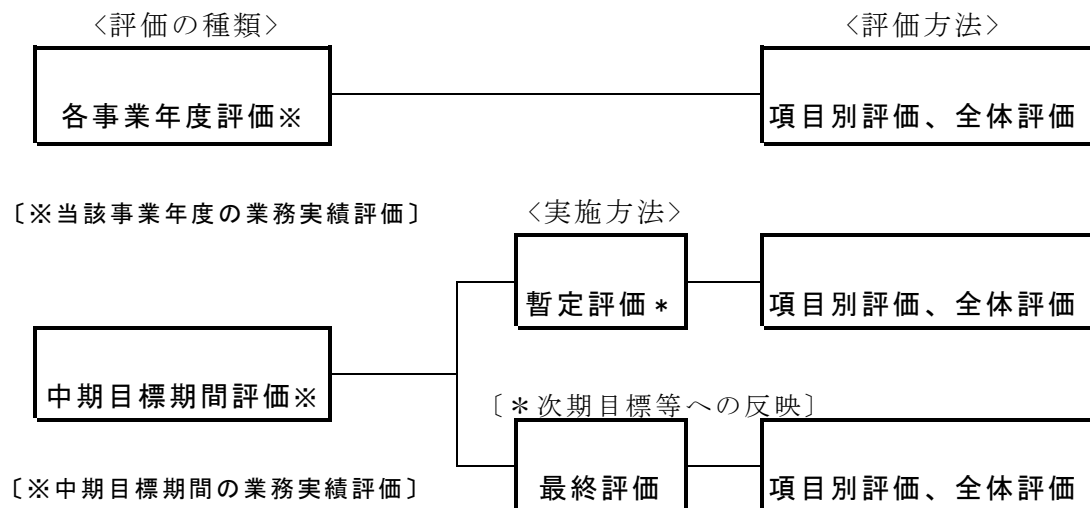 〈評価の種類〉 〈評価方法〉
各事業年度評価※ 項目別評価、全体評価
〔※当該事業年度の業務実績評価〕 〈実施方法〉
暫定評価＊ 項目別評価、全体評価
中期目標期間評価※
〔＊次期目標等への反映〕
〔※中期目標期間の業務実績評価〕 最終評価 項目別評価、全体評価